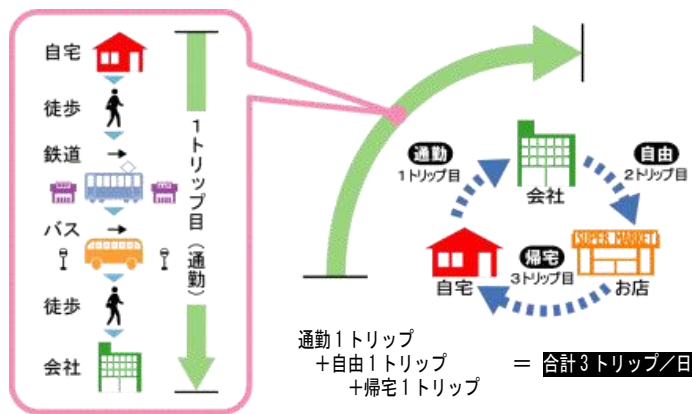 自宅
徒歩
鉄道
バス
徒歩
会社
1トリップ目（通勤）
通勤
1トリップ目
会社
自由
2トリップ目
SUPER MARKET
お店
帰宅
3トリップ目
自宅
通勤1トリップ
+自由1トリップ
+帰宅1トリップ
= 合計3トリップ/日